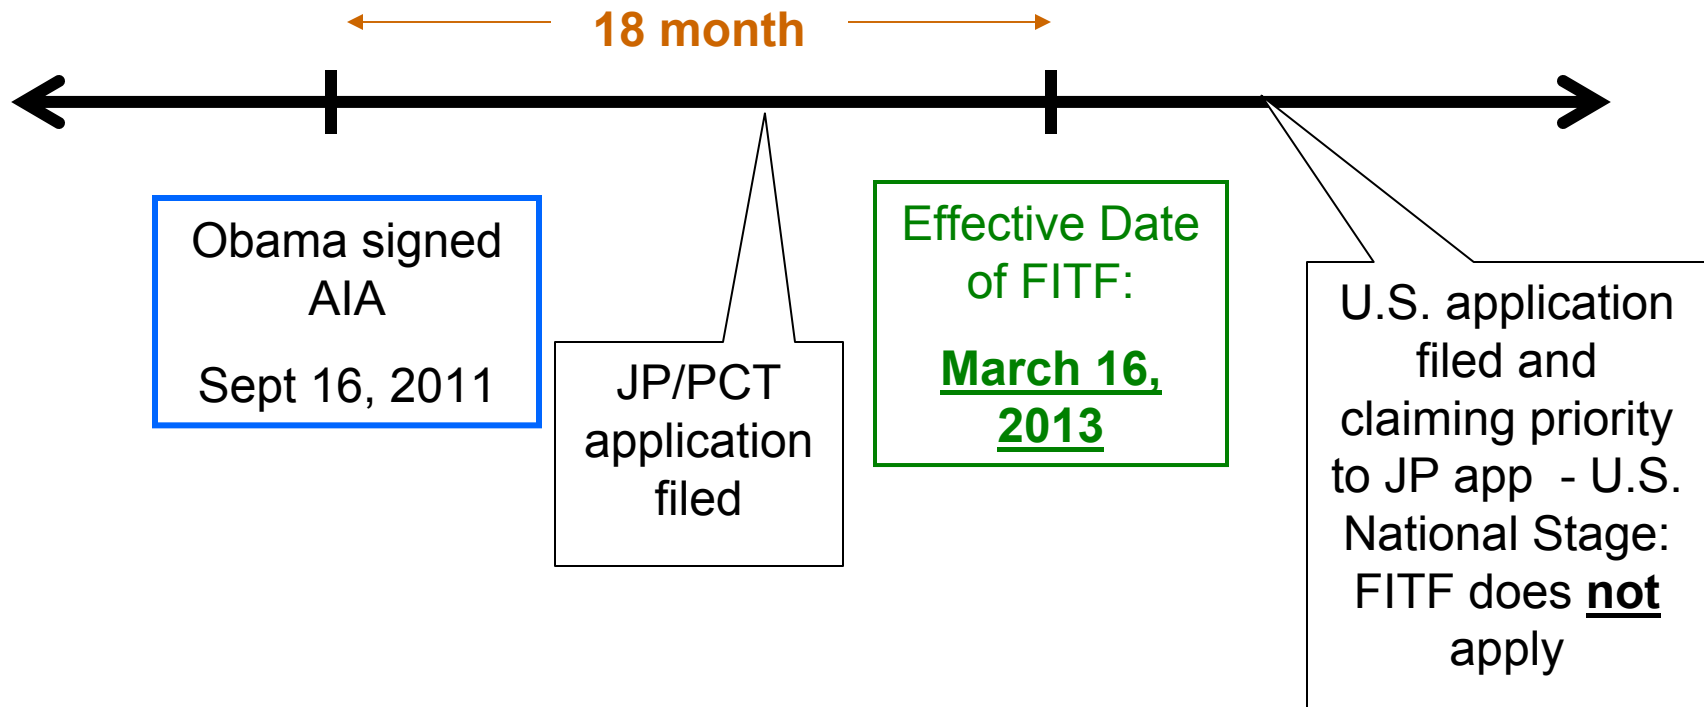 18 month
Obama signed
AIA
Sept 16, 2011
JP/PCT
application
filed
Effective Date
of FITF:
March 16,
2013
U.S. application
filed and
claiming priority
to JP app  - U.S.
National Stage:
FITF does not
apply